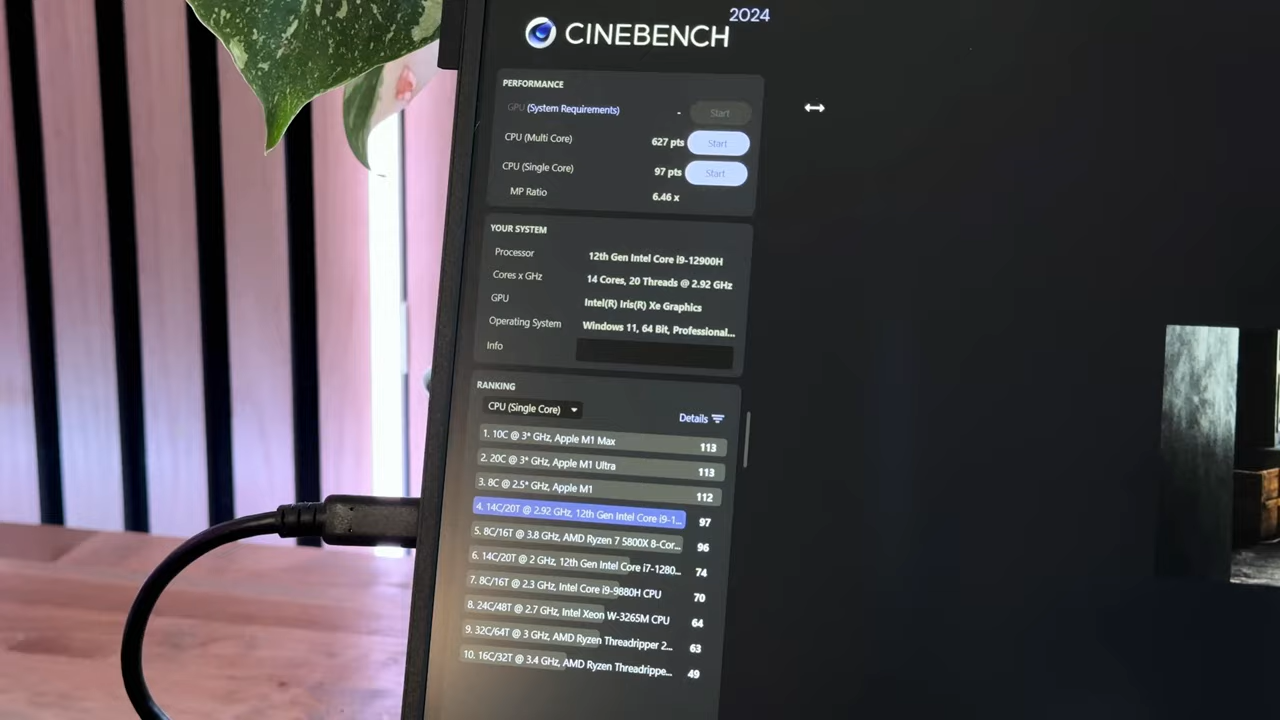 CINEBENCH 2024
PERFORMANCE
GPU (System Requirements) - Start
CPU (Multi Core) 627 pts Start
CPU (Single Core) 97 pts Start
MP Ratio 6.46 x
YOUR SYSTEM
Processor 12th Gen Intel Core i9-12900H
Cores x GHz 14 Cores, 20 Threads @ 2.92 GHz
GPU Intel(R) Iris(R) Xe Graphics
Operating System Windows 11, 64 Bit, Professional...
Info
RANKING
CPU (Single Core) Details
1. 10C @ 3* GHz, Apple M1 Max 113
2. 20C @ 3* GHz, Apple M1 Ultra 113
3. 8C @ 2.5* GHz, Apple M1 112
4. 14C/20T @ 2.92 GHz, 12th Gen Intel Core i9-1... 97
5. 8C/16T @ 3.8 GHz, AMD Ryzen 7 5800X 8-Cor... 96
6. 14C/20T @ 2 GHz, 12th Gen Intel Core i7-1280... 74
7. 8C/16T @ 2.3 GHz, Intel Core i9-9880H CPU 70
8. 24C/48T @ 2.7 GHz, Intel Xeon W-3265M CPU 64
9. 32C/64T @ 3 GHz, AMD Ryzen Threadripper 2... 63
10. 16C/32T @ 3.4 GHz, AMD Ryzen Threadrippe... 49